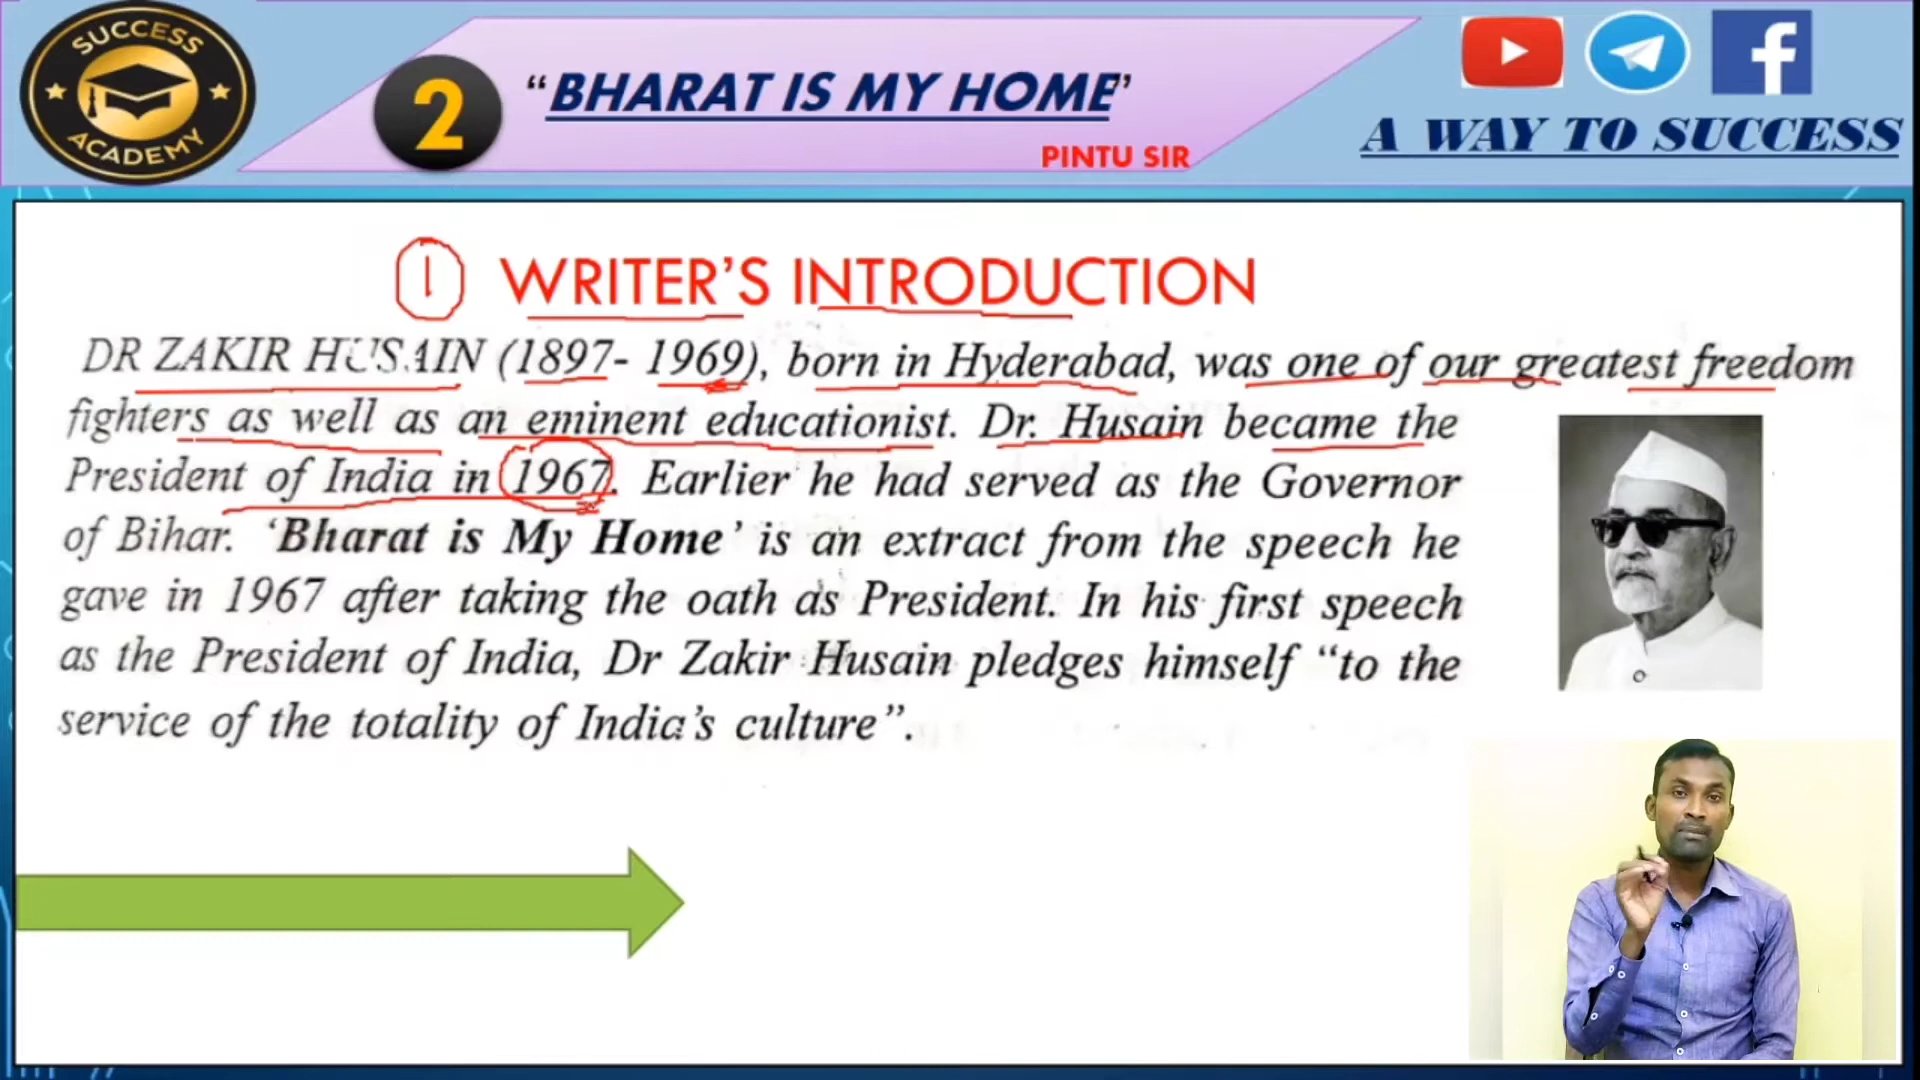 SUCCESS
ACADEMY
2
“BHARAT IS MY HOME”
PINTU SIR
f
A WAY TO SUCCESS
1
WRITER’S INTRODUCTION
DR ZAKIR HUSAIN (1897- 1969), born in Hyderabad, was one of our greatest freedom
fighters as well as an eminent educationist. Dr. Husain became the
President of India in 1967. Earlier he had served as the Governor
of Bihar. ‘Bharat is My Home’ is an extract from the speech he
gave in 1967 after taking the oath as President. In his first speech
as the President of India, Dr Zakir Husain pledges himself “to the
service of the totality of India’s culture”.